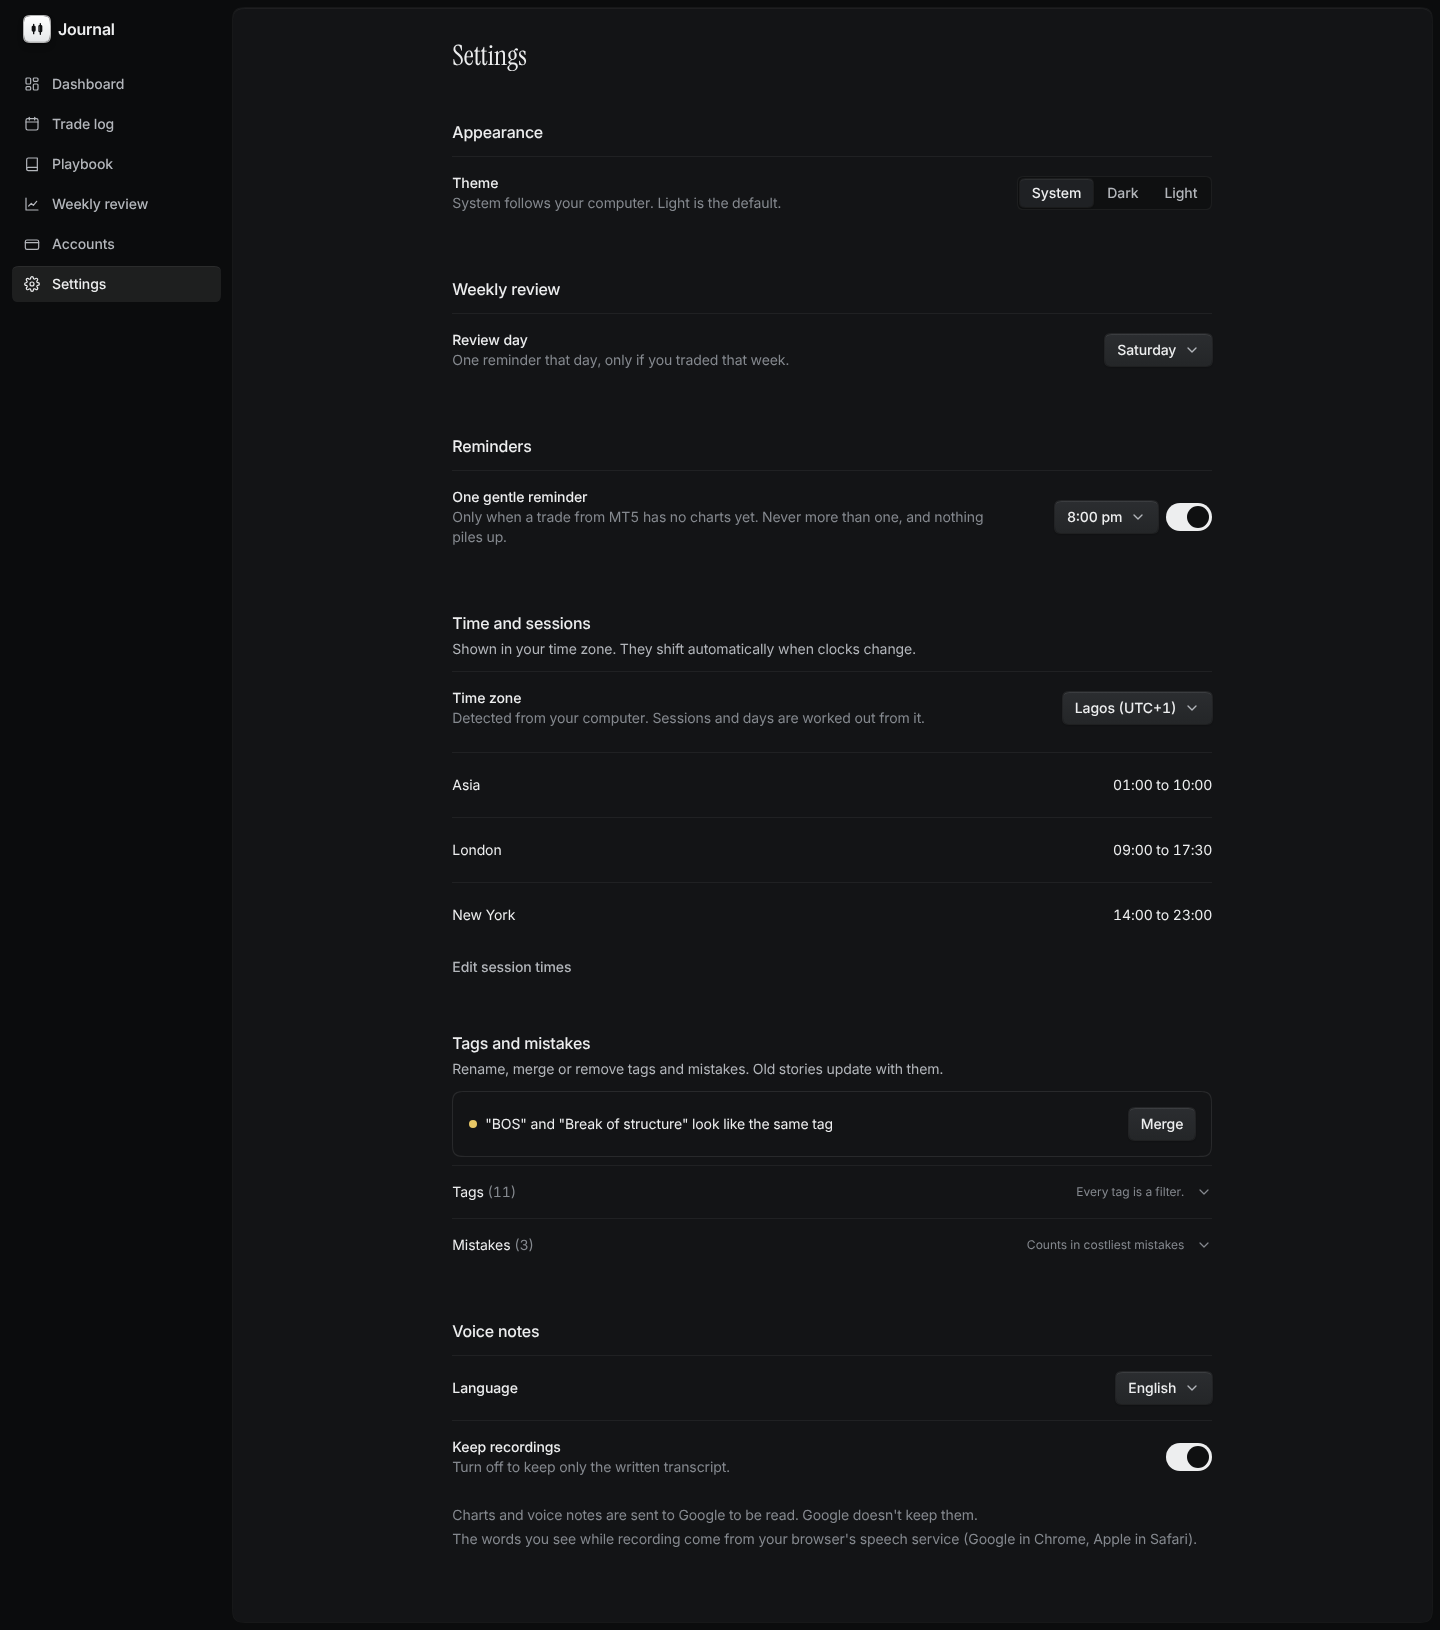 Journal
Dashboard
Trade log
Playbook
Weekly review
Accounts
Settings
Settings
Appearance
Theme
System follows your computer. Light is the default.
System Dark Light
Weekly review
Review day
One reminder that day, only if you traded that week.
Saturday
Reminders
One gentle reminder
Only when a trade from MT5 has no charts yet. Never more than one, and nothing
piles up.
8:00 pm
Time and sessions
Shown in your time zone. They shift automatically when clocks change.
Time zone
Detected from your computer. Sessions and days are worked out from it.
Lagos (UTC+1)
Asia 01:00 to 10:00
London 09:00 to 17:30
New York 14:00 to 23:00
Edit session times
Tags and mistakes
Rename, merge or remove tags and mistakes. Old stories update with them.
"BOS" and "Break of structure" look like the same tag Merge
Tags (11) Every tag is a filter.
Mistakes (3) Counts in costliest mistakes
Voice notes
Language English
Keep recordings
Turn off to keep only the written transcript.
Charts and voice notes are sent to Google to be read. Google doesn't keep them.
The words you see while recording come from your browser's speech service (Google in Chrome, Apple in Safari).